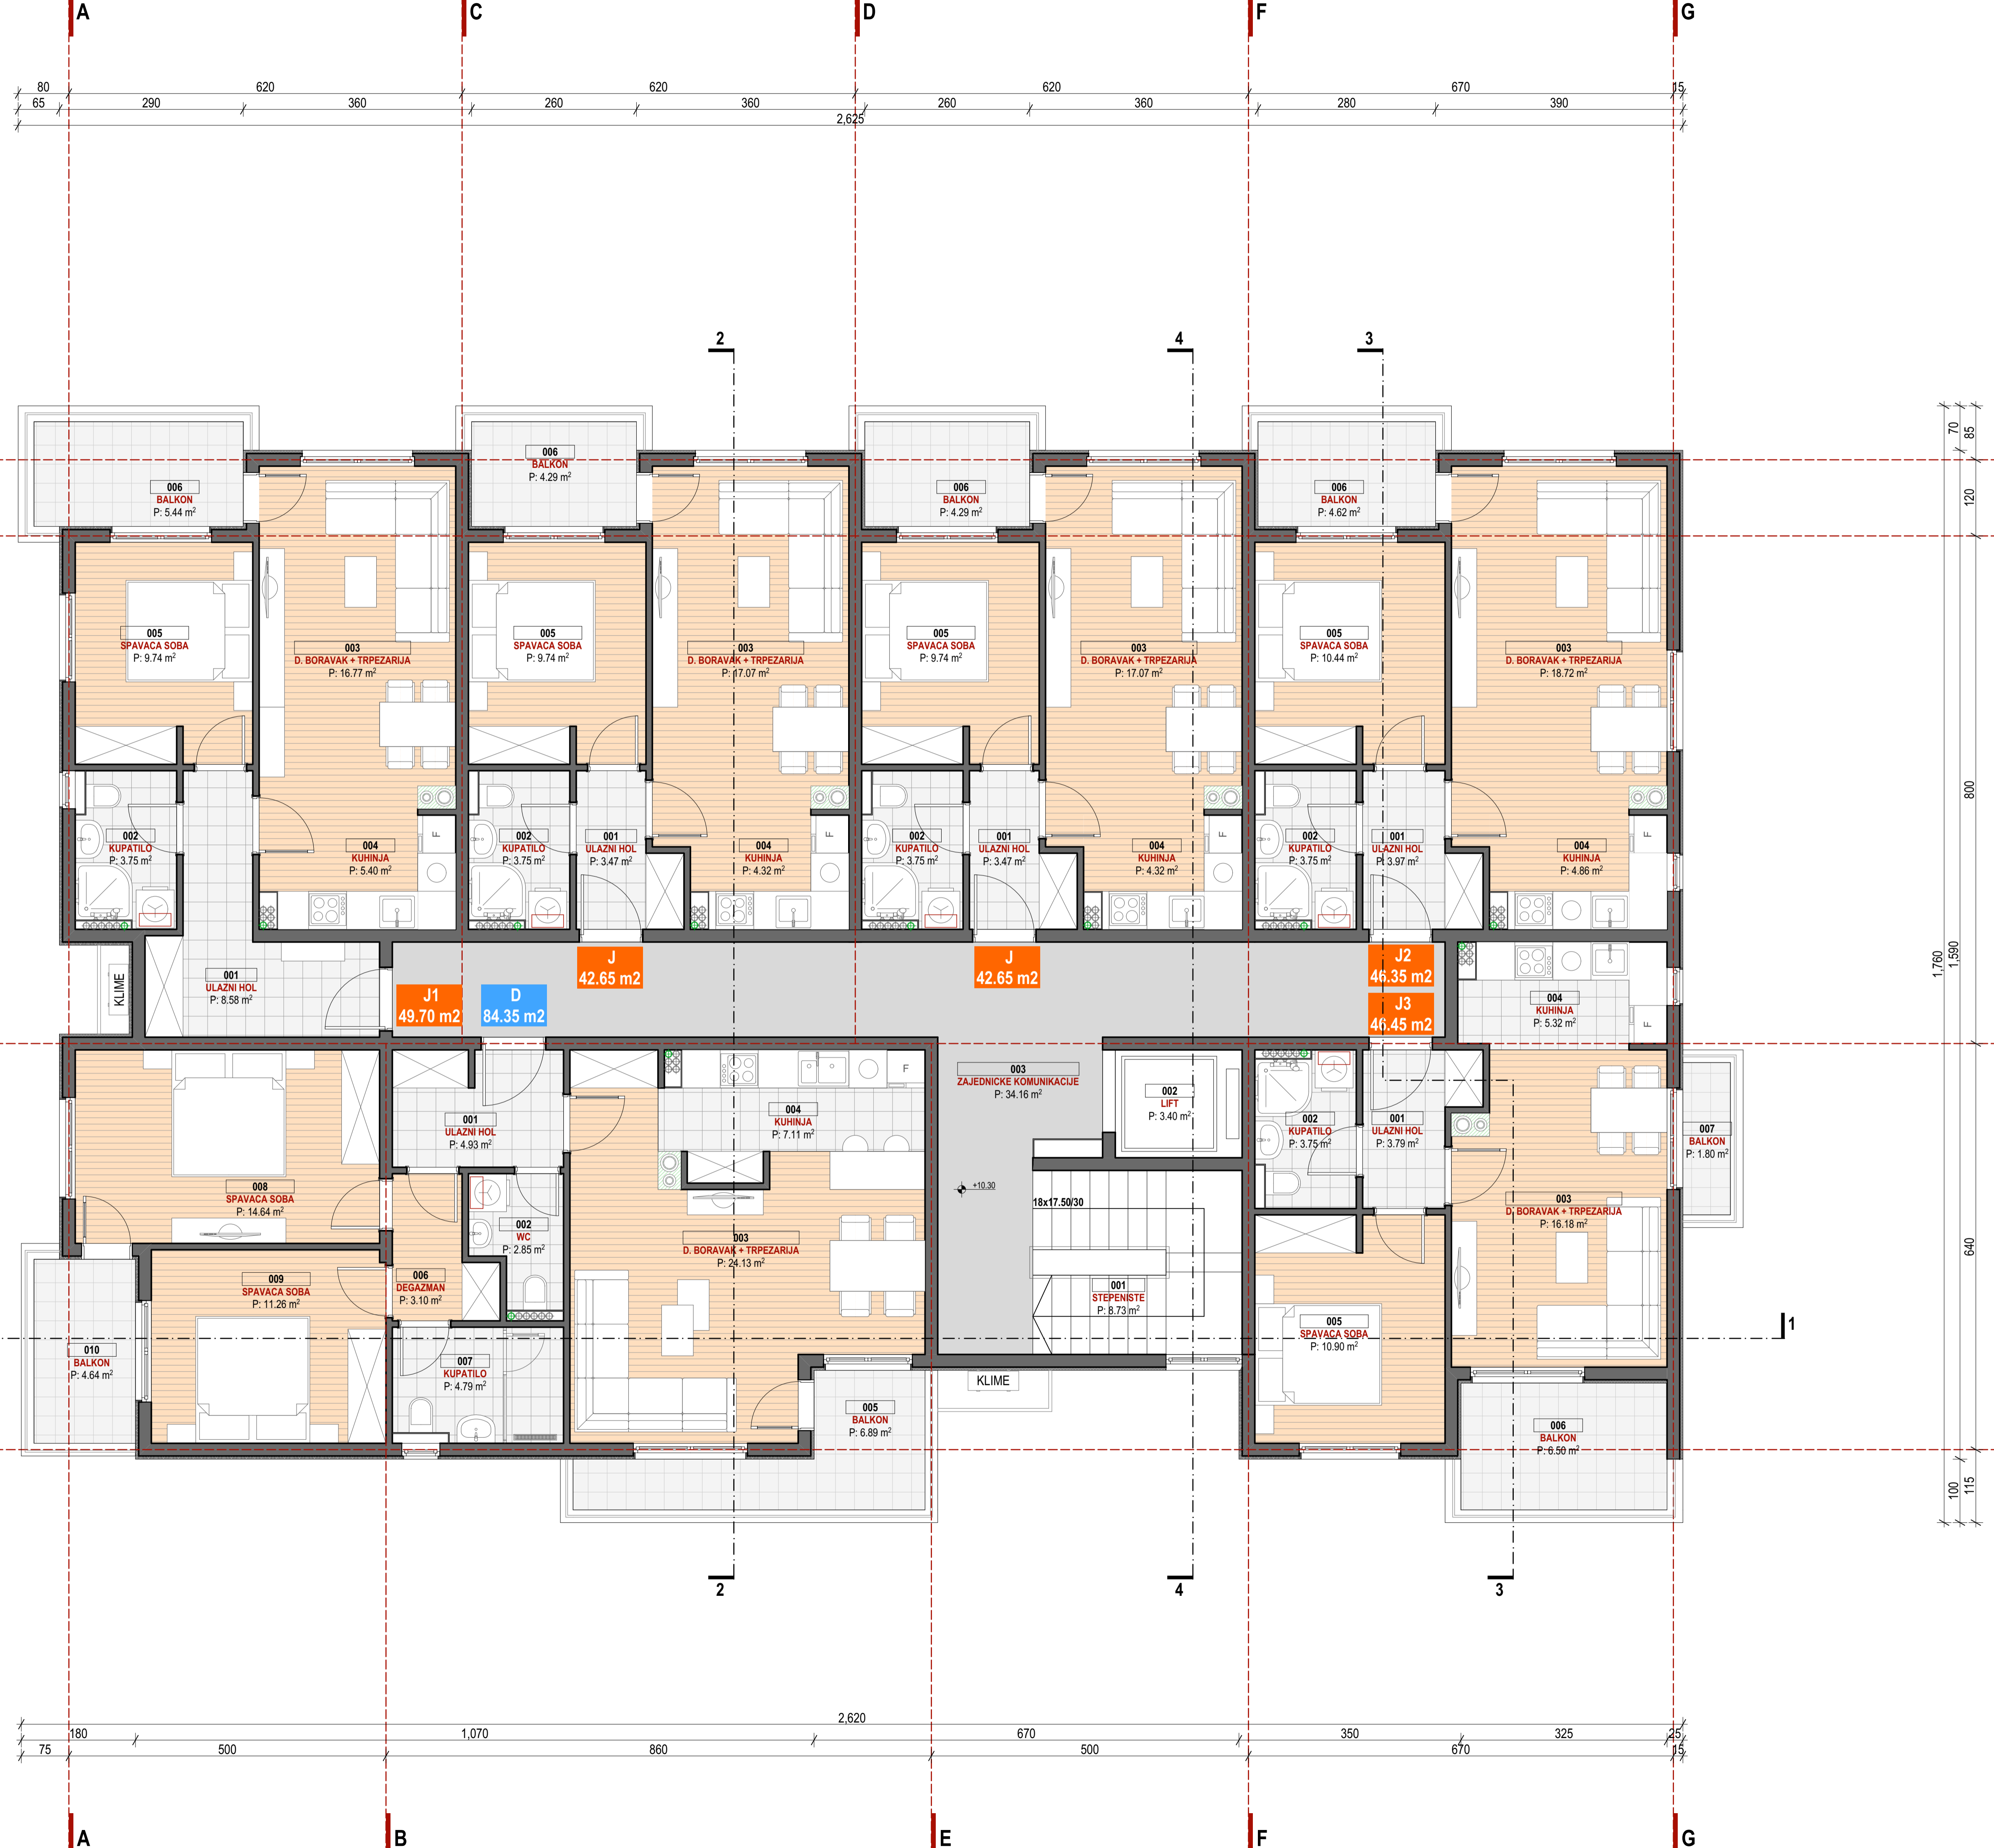 A
C
D
F
G
80
620
620
620
670
15
65
290
360
260
360
260
360
280
390
2,625
2
4
3
006
BALKON
P: 5.44 m²
006
BALKON
P: 4.29 m²
006
BALKON
P: 4.29 m²
006
BALKON
P: 4.62 m²
70
85
120
800
1,760
1,590
640
100
115
005
SPAVACA SOBA
P: 9.74 m²
003
D. BORAVAK + TRPEZARIJA
P: 16.77 m²
005
SPAVACA SOBA
P: 9.74 m²
003
D. BORAVAK + TRPEZARIJA
P: 17.07 m²
005
SPAVACA SOBA
P: 9.74 m²
003
D. BORAVAK + TRPEZARIJA
P: 17.07 m²
005
SPAVACA SOBA
P: 10.44 m²
003
D. BORAVAK + TRPEZARIJA
P: 18.72 m²
002
KUPATILO
P: 3.75 m²
004
KUHINJA
P: 5.40 m²
F
002
KUPATILO
P: 3.75 m²
001
ULAZNI HOL
P: 3.47 m²
004
KUHINJA
P: 4.32 m²
F
002
KUPATILO
P: 3.75 m²
001
ULAZNI HOL
P: 3.47 m²
004
KUHINJA
P: 4.32 m²
F
002
KUPATILO
P: 3.75 m²
001
ULAZNI HOL
P: 3.97 m²
004
KUHINJA
P: 4.86 m²
F
KLIME
001
ULAZNI HOL
P: 8.58 m²
J1
49.70 m2
D
84.35 m2
J
42.65 m2
J
42.65 m2
J2
46.35 m2
J3
46.45 m2
004
KUHINJA
P: 5.32 m²
F
008
SPAVACA SOBA
P: 14.64 m²
001
ULAZNI HOL
P: 4.93 m²
004
KUHINJA
P: 7.11 m²
F
003
ZAJEDNICKE KOMUNIKACIJE
P: 34.16 m²
002
LIFT
P: 3.40 m²
002
KUPATILO
P: 3.75 m²
001
ULAZNI HOL
P: 3.79 m²
007
BALKON
P: 1.80 m²
+10.30
18x17.50/30
002
WC
P: 2.85 m²
003
D. BORAVAK + TRPEZARIJA
P: 24.13 m²
003
D. BORAVAK + TRPEZARIJA
P: 16.18 m²
009
SPAVACA SOBA
P: 11.26 m²
006
DEGAZMAN
P: 3.10 m²
001
STEPENISTE
P: 8.73 m²
005
SPAVACA SOBA
P: 10.90 m²
1
010
BALKON
P: 4.64 m²
007
KUPATILO
P: 4.79 m²
KLIME
005
BALKON
P: 6.89 m²
006
BALKON
P: 6.50 m²
2
4
3
2,620
180
1,070
670
350
325
25
75
500
860
500
670
15
A
B
E
F
G